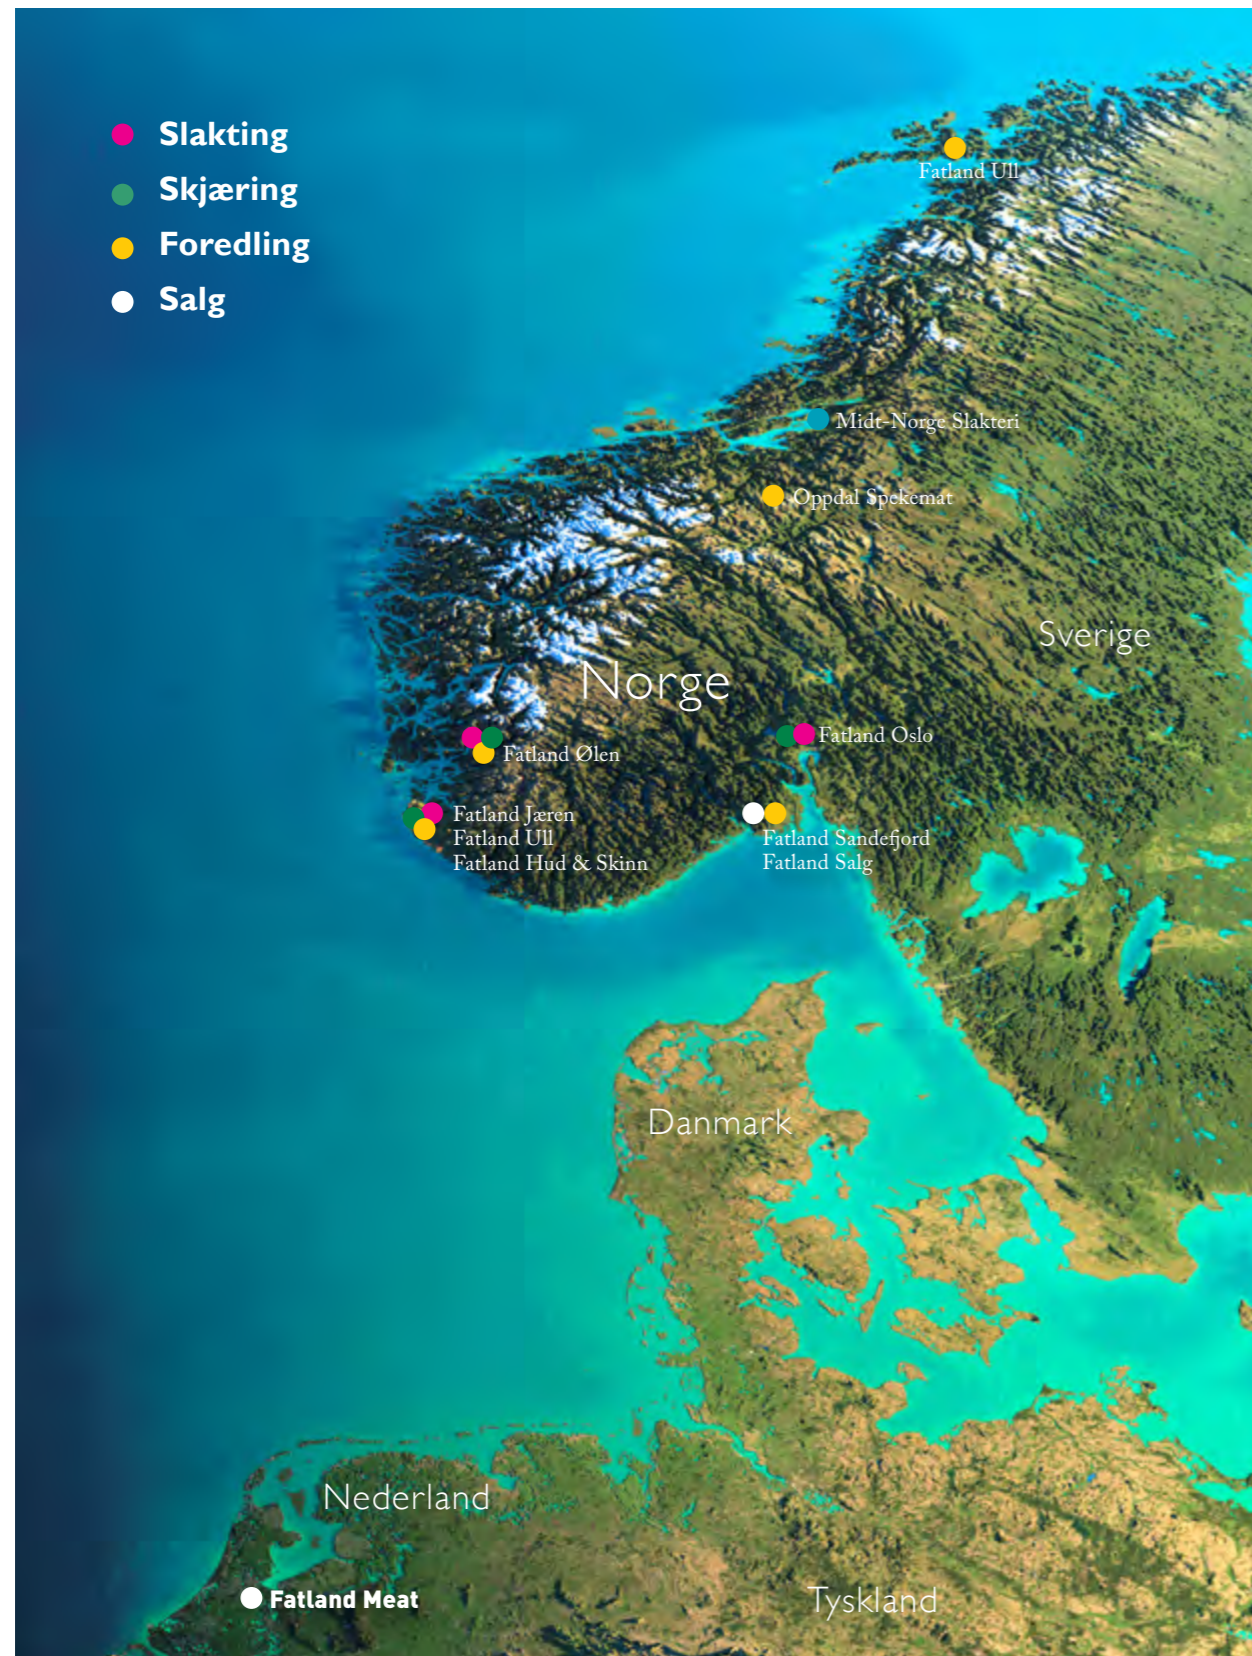 Slakting
Skjæring
Foredling
Salg
Fatland Ull
Midt-Norge Slakteri
Oppdal Spekemat
Sverige
Norge
Fatland Oslo
Fatland Ølen
Fatland Jæren
Fatland Ull
Fatland Hud & Skinn
Fatland Sandefjord
Fatland Salg
Danmark
Nederland
Fatland Meat
Tyskland